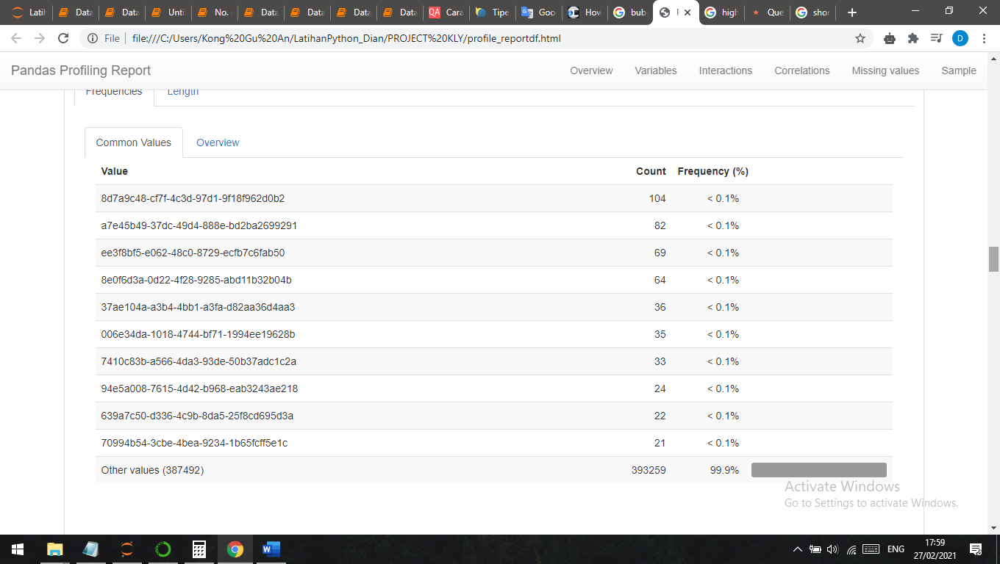 Latih Data Data Unti No. Data Data Data Data Cara Tipe Goo How bub high Que shor
File file:///C:/Users/Kong%20Gu%20An/LatihanPython_Dian/PROJECT%20KLY/profile_reportdf.html D
Pandas Profiling Report Overview Variables Interactions Correlations Missing values Sample
Frequencies Length
Common Values Overview
Value Count Frequency (%)
8d7a9c48-cf7f-4c3d-97d1-9f18f962d0b2 104 < 0.1%
a7e45b49-37dc-49d4-888e-bd2ba2699291 82 < 0.1%
ee3f8bf5-e062-48c0-8729-ecfb7c6fab50 69 < 0.1%
8e0f6d3a-0d22-4f28-9285-abd11b32b04b 64 < 0.1%
37ae104a-a3b4-4bb1-a3fa-d82aa36d4aa3 36 < 0.1%
006e34da-1018-4744-bf71-1994ee19628b 35 < 0.1%
7410c83b-a566-4da3-93de-50b37adc1c2a 33 < 0.1%
94e5a008-7615-4d42-b968-eab3243ae218 24 < 0.1%
639a7c50-d336-4c9b-8da5-25f8cd695d3a 22 < 0.1%
70994b54-3cbe-4bea-9234-1b65fcff5e1c 21 < 0.1%
Other values (387492) 393259 99.9%
Activate Windows
Go to Settings to activate Windows.
ENG 17:59
27/02/2021